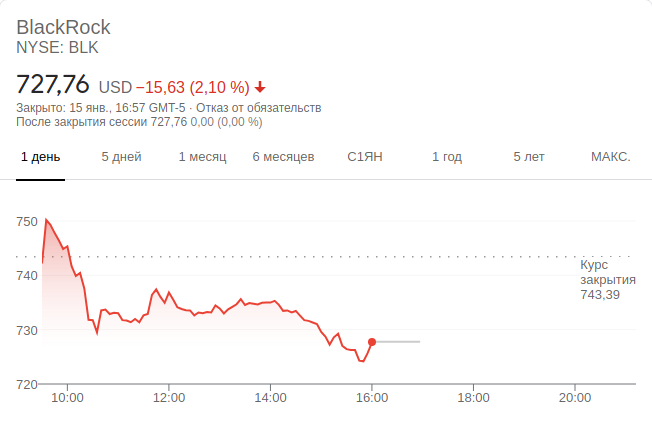 BlackRock
NYSE: BLK
727,76 USD −15,63 (2,10 %)
Закрыто: 15 янв., 16:57 GMT-5 · Отказ от обязательств
После закрытия сессии 727,76 0,00 (0,00 %)
1 день 5 дней 1 месяц 6 месяцев С1ЯН 1 год 5 лет МАКС.
750
740
730
720
Курс
закрытия
743,39
10:00 12:00 14:00 16:00 18:00 20:00